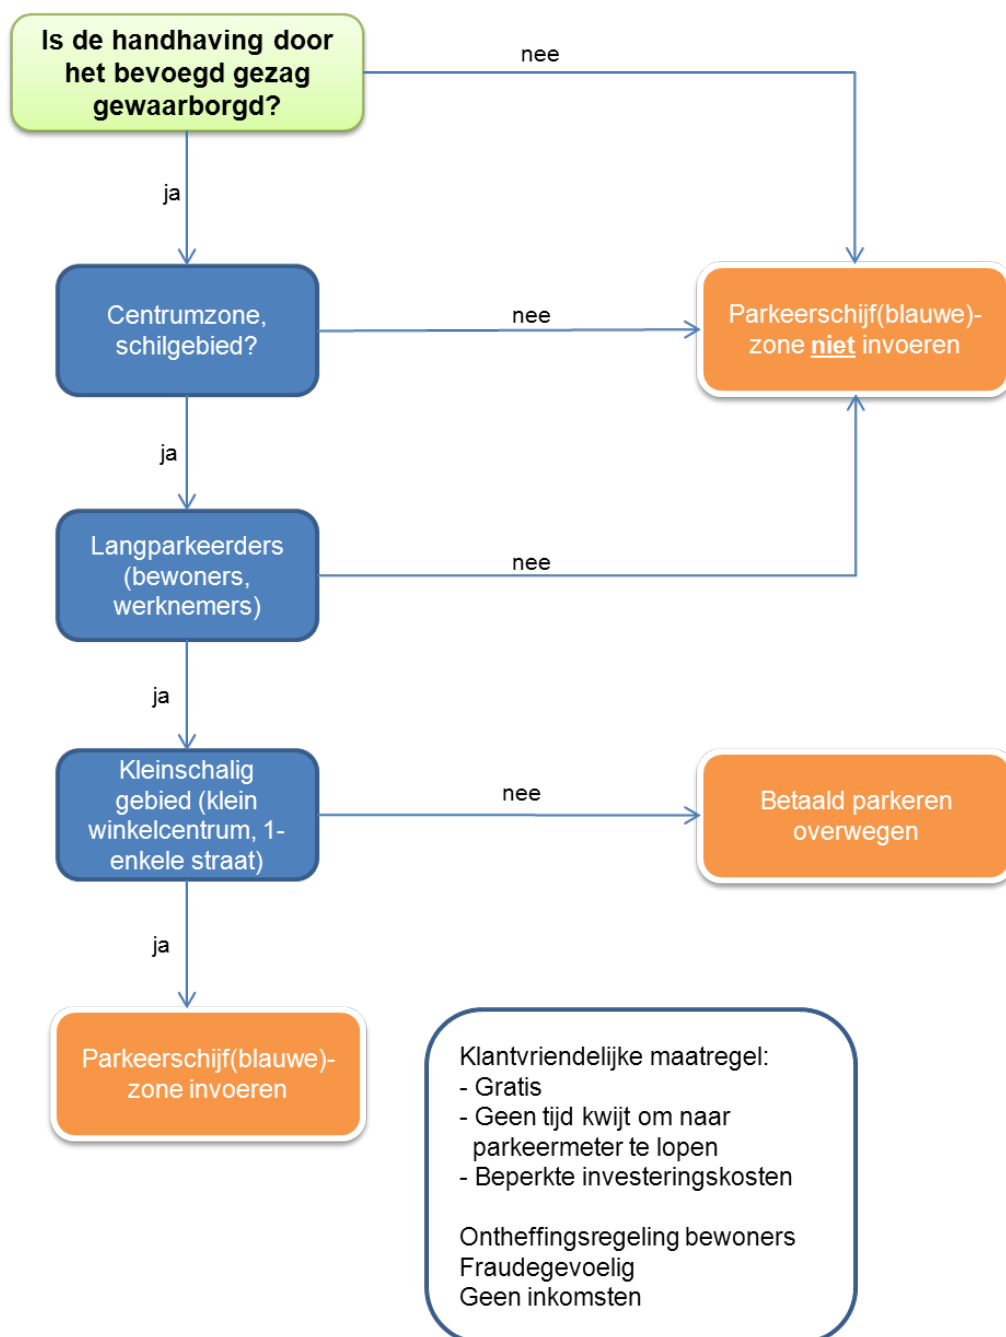 Is de handhaving door
het bevoegd gezag
gewaarborgd?
nee
ja
Centrumzone,
schilgebied?
nee
Parkeerschijf(blauwe)-
zone niet invoeren
ja
Langparkeerders
(bewoners,
werknemers)
nee
ja
Kleinschalig
gebied (klein
winkelcentrum, 1-
enkele straat)
nee
Betaald parkeren
overwegen
ja
Parkeerschijf(blauwe)-
zone invoeren
Klantvriendelijke maatregel:
- Gratis
- Geen tijd kwijt om naar
parkeermeter te lopen
- Beperkte investeringskosten
Ontheffingsregeling bewoners
Fraudegevoelig
Geen inkomsten